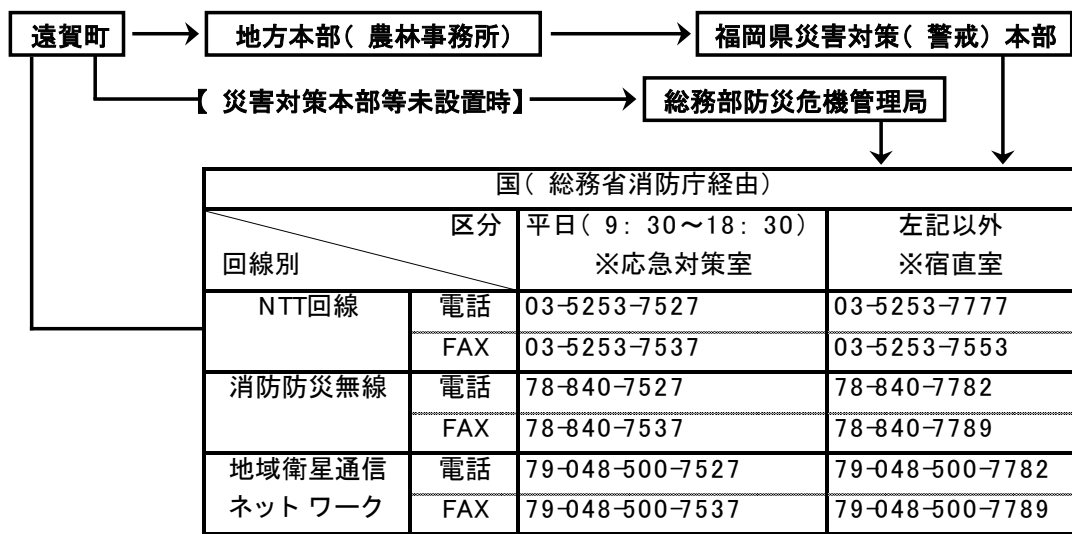 遠賀町 地方本部(農林事務所) 福岡県災害対策(警戒)本部
【災害対策本部等未設置時】 総務部防災危機管理局
国(総務省消防庁経由)
区分 平日(9:30~18:30) 左記以外
回線別 ※応急対策室 ※宿直室
NTT回線 電話 03-5253-7527 03-5253-7777
FAX 03-5253-7537 03-5253-7553
消防防災無線 電話 78-840-7527 78-840-7782
FAX 78-840-7537 78-840-7789
地域衛星通信 電話 79-048-500-7527 79-048-500-7782
ネットワーク FAX 79-048-500-7537 79-048-500-7789